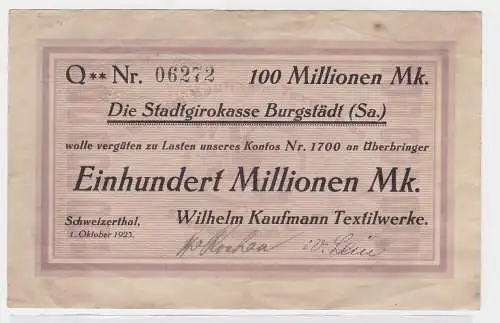 Q** Nr. 06272 100 Millionen Mk.
Die Stadtgirokasse Burgstädt (Sa.)
wolle vergüten zu Lasten unseres Kontos Nr. 1700 an Überbringer
Einhundert Millionen Mk.
Schweizerthal, Wilhelm Kaufmann Textilwerke.
1. Oktober 1923.